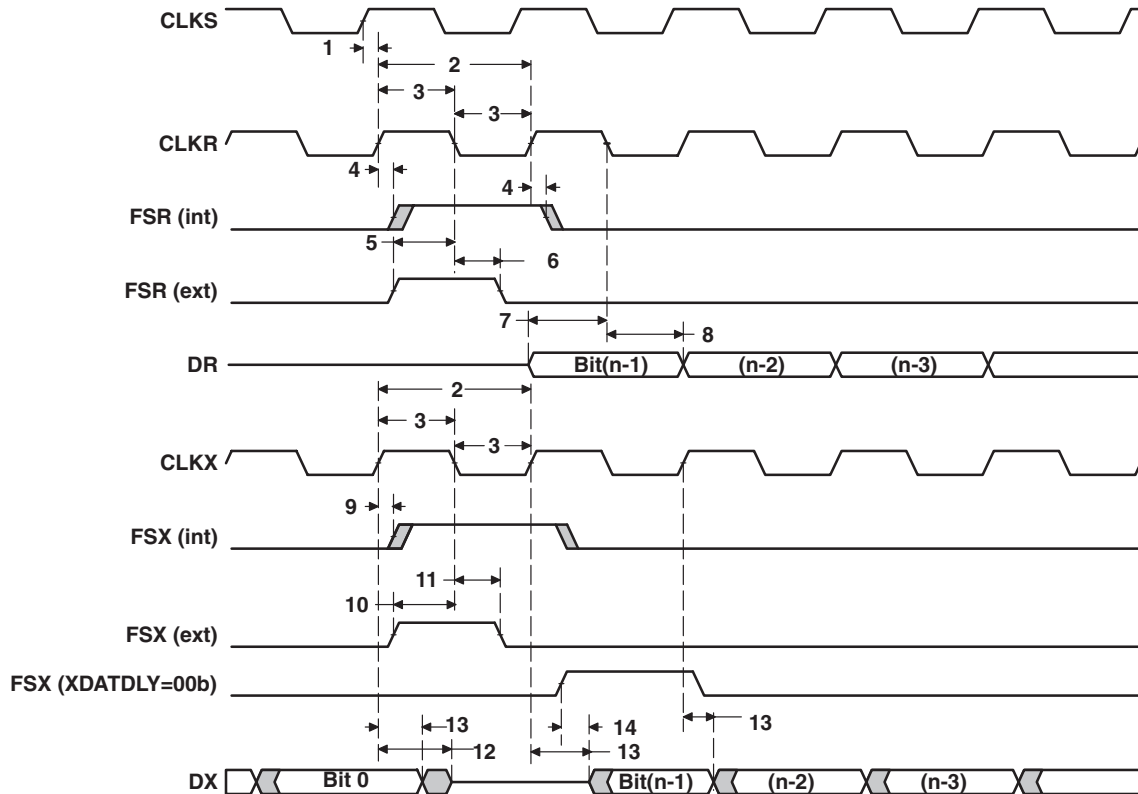 CLKS
1
2
3
3
CLKR
4
4
FSR (int)
5
6
FSR (ext)
7
8
DR Bit(n-1) (n-2) (n-3)
2
3
3
CLKX
9
FSX (int)
11
10
FSX (ext)
FSX (XDATDLY=00b)
13 14 13
12 13
DX Bit 0 Bit(n-1) (n-2) (n-3)